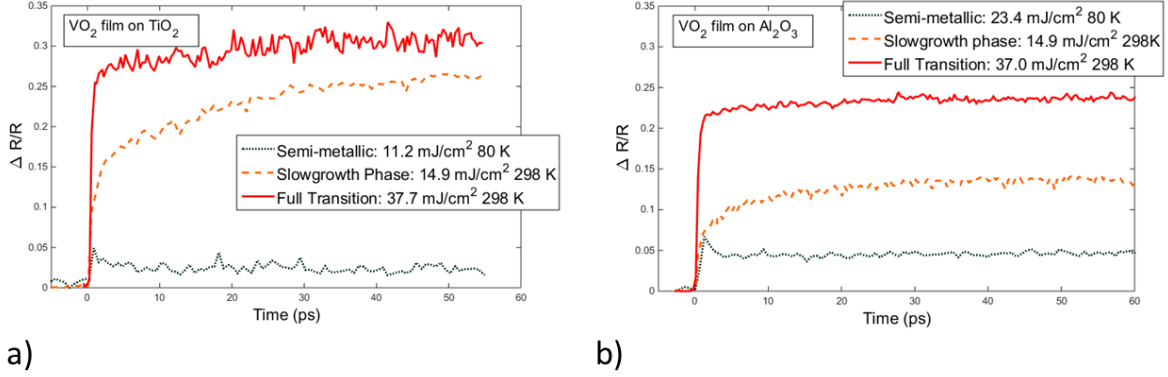 VO2 film on TiO2
Δ R/R
0.35
0.3
0.25
0.2
0.15
0.1
0.05
0
Semi-metallic: 11.2 mJ/cm² 80 K
Slowgrowth Phase: 14.9 mJ/cm² 298 K
Full Transition: 37.7 mJ/cm² 298 K
0 10 20 30 40 50 60
Time (ps)
a)
VO2 film on Al2O3
Δ R/R
0.35
0.3
0.25
0.2
0.15
0.1
0.05
0
Semi-metallic: 23.4 mJ/cm² 80 K
Slowgrowth phase: 14.9 mJ/cm² 298K
Full Transition: 37.0 mJ/cm² 298 K
0 10 20 30 40 50 60
Time (ps)
b)